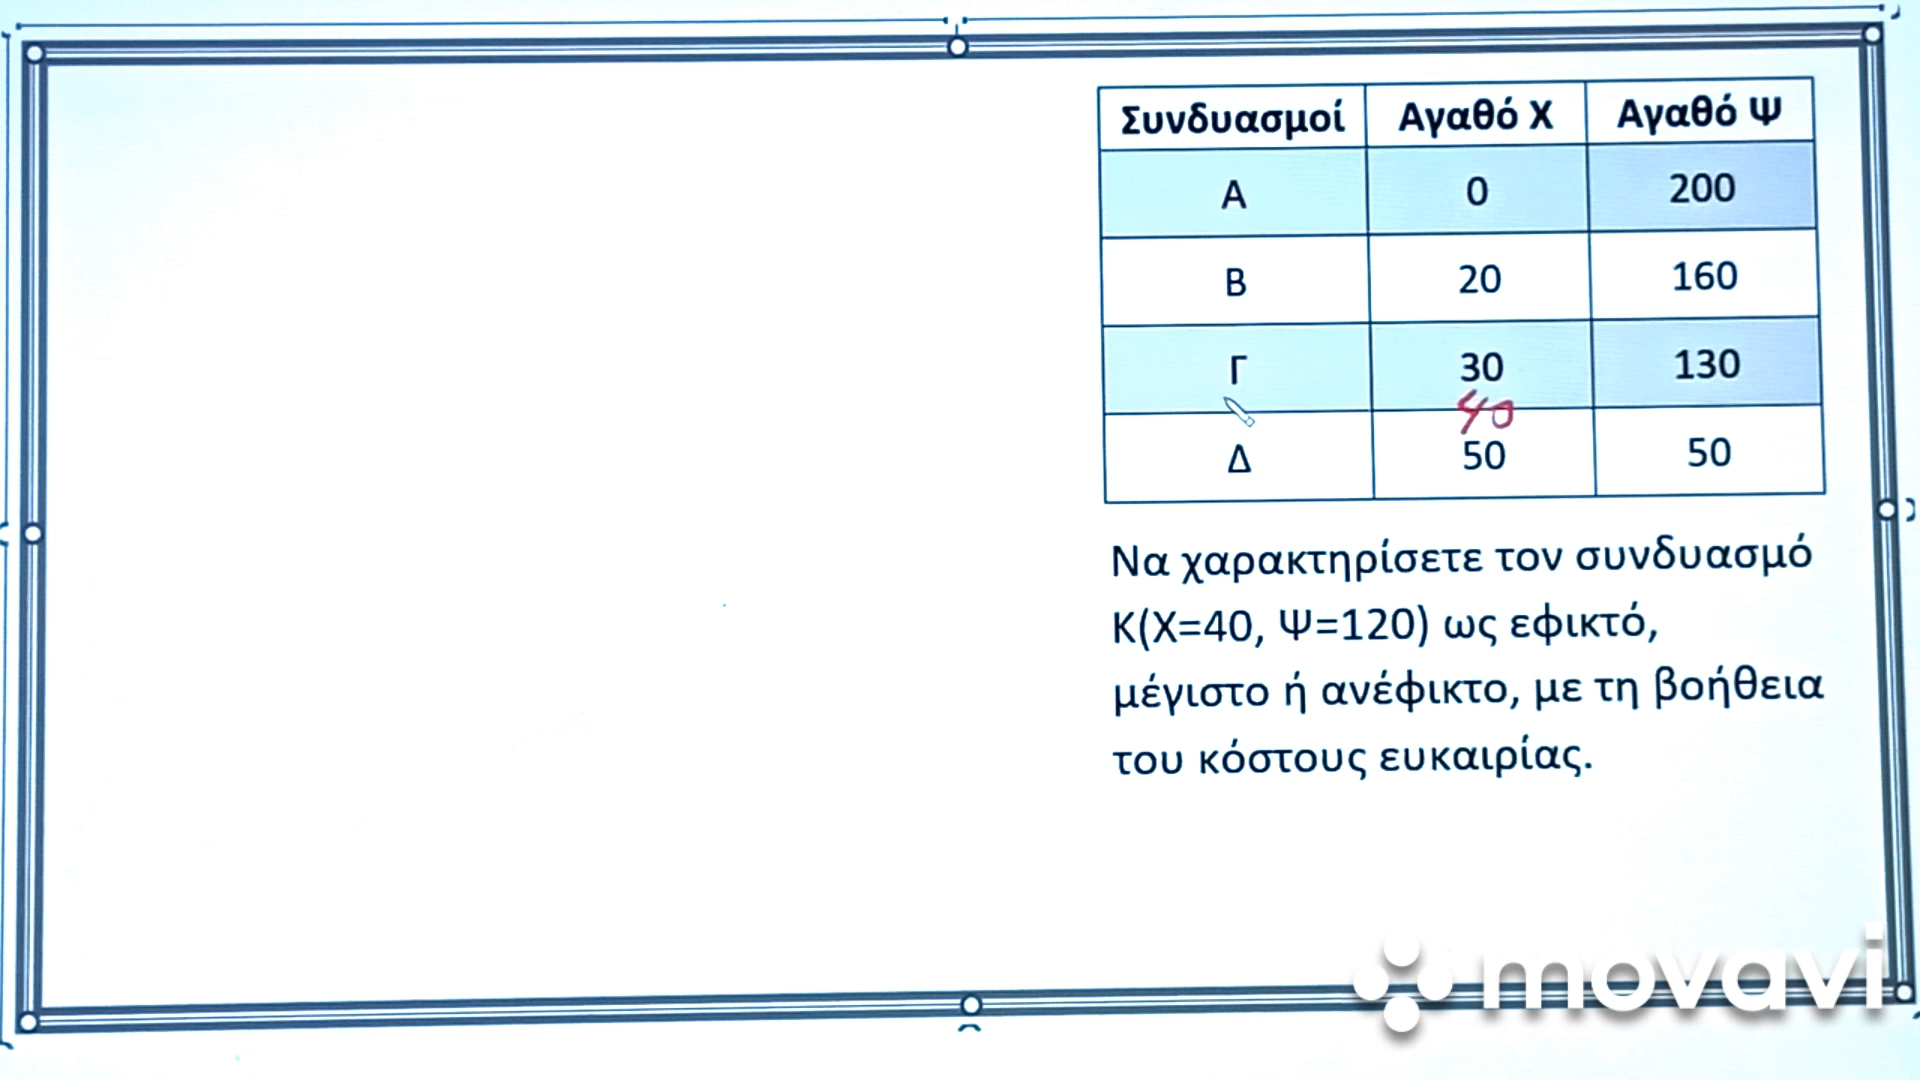 Συνδυασμοί Αγαθό Χ Αγαθό Ψ
Α 0 200
Β 20 160
Γ 30 130
40
Δ 50 50
Να χαρακτηρίσετε τον συνδυασμό
Κ(Χ=40, Ψ=120) ως εφικτό,
μέγιστο ή ανέφικτο, με τη βοήθεια
του κόστους ευκαιρίας.
movavi